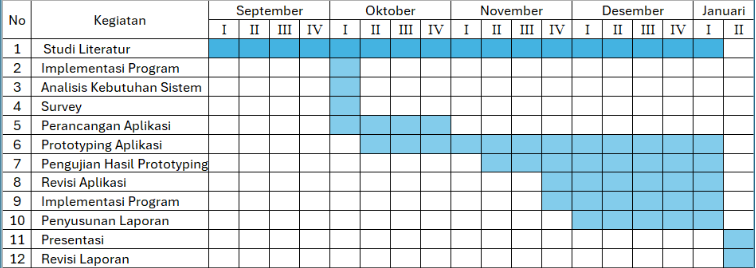 No Kegiatan September Oktober November Desember Januari
I II III IV I II III IV I II III IV I II III IV I II
1 Studi Literatur
2 Implementasi Program
3 Analisis Kebutuhan Sistem
4 Survey
5 Perancangan Aplikasi
6 Prototyping Aplikasi
7 Pengujian Hasil Prototyping
8 Revisi Aplikasi
9 Implementasi Program
10 Penyusunan Laporan
11 Presentasi
12 Revisi Laporan